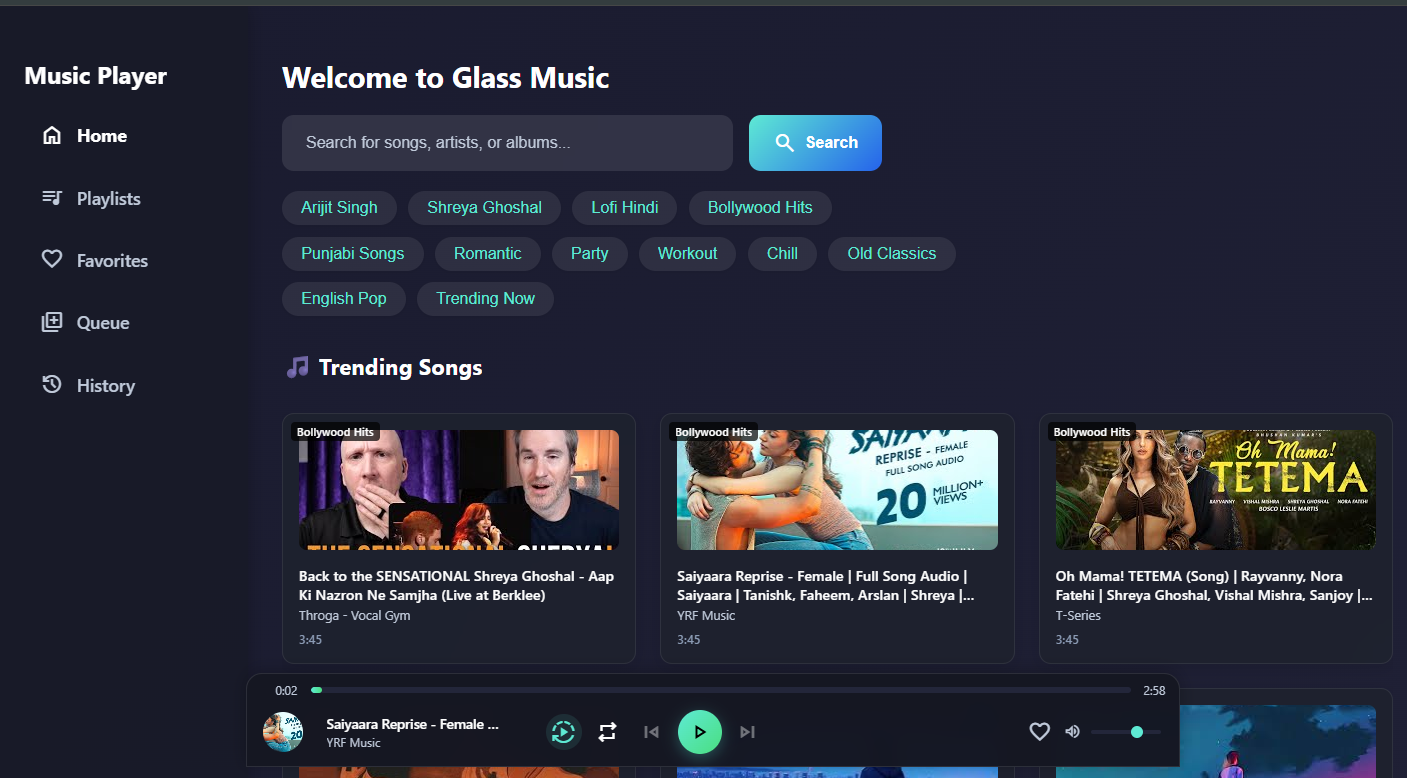 Music Player
Home
Playlists
Favorites
Queue
History
Welcome to Glass Music
Search for songs, artists, or albums...
Search
Arijit Singh
Shreya Ghoshal
Lofi Hindi
Bollywood Hits
Punjabi Songs
Romantic
Party
Workout
Chill
Old Classics
English Pop
Trending Now
Trending Songs
Bollywood Hits
Back to the SENSATIONAL Shreya Ghoshal - Aap
Ki Nazron Ne Samjha (Live at Berklee)
Throga - Vocal Gym
3:45
Bollywood Hits
REPRISE - FEMALE
FULL SONG AUDIO
20 MILLION+
VIEWS
Saiyaara Reprise - Female | Full Song Audio |
Saiyaara | Tanishk, Faheem, Arslan | Shreya |...
YRF Music
3:45
Bollywood Hits
BHUSHAN KUMAR'S
Oh Mama!
TETEMA
RAYVANNY VISHAL MISHRA SHREYA GHOSHAL NORA FATEHI
BOSCO LESLIE MARTIS
Oh Mama! TETEMA (Song) | Rayvanny, Nora
Fatehi | Shreya Ghoshal, Vishal Mishra, Sanjoy |...
T-Series
3:45
0:02
2:58
Saiyaara Reprise - Female ...
YRF Music